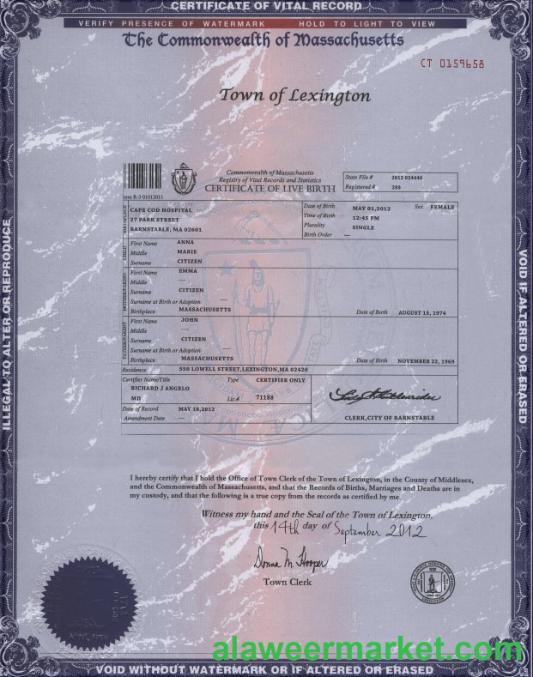 CERTIFICATE OF VITAL RECORD
VERIFY PRESENCE OF WATERMARK HOLD TO LIGHT TO VIEW
The Commonwealth of Massachusetts
CT 0159658
Town of Lexington
Commonwealth of Massachusetts
Registry of Vital Records and Statistics
CERTIFICATE OF LIVE BIRTH
State File #
Registered #
CAPE COD HOSPITAL
27 PARK STREET
BARNSTABLE, MA 02601
Date of Birth MAY 02,2012 Sex FEMALE
Time of Birth 12:45 PM
Plurality SINGLE
Birth Order —
First Name ANNA
Middle MARIE
Surname CITIZEN
First Name EMMA
Middle —
Surname CITIZEN
Surname at Birth or Adoption —
Birthplace MASSACHUSETTS Date of Birth AUGUST 15, 1974
First Name JOHN
Middle —
Surname CITIZEN
Surname at Birth or Adoption —
Birthplace MASSACHUSETTS Date of Birth NOVEMBER 22, 1969
Residence 550 LOWELL STREET,LEXINGTON,MA 02420
Certifier Name/Title Type CERTIFIER ONLY
RICHARD J ANGELO
MD Lic # 71188
Date of Record MAY 18,2012
Amendment Date —
CLERK, CITY OF BARNSTABLE
I hereby certify that I hold the Office of Town Clerk of the Town of Lexington, in the County of Middlesex,
and the Commonwealth of Massachusetts, and that the Records of Births, Marriages and Deaths are in
my custody, and that the following is a true copy from the records as certified by me.
Witness my hand and the Seal of the Town of Lexington,
this 14th day of September 2012
Donna M. Hooper
Town Clerk
ILLEGAL TO ALTER OR REPRODUCE
VOID IF ALTERED OR ERASED
alaweermarket.com
VOID WITHOUT WATERMARK OR IF ALTERED OR ERASED